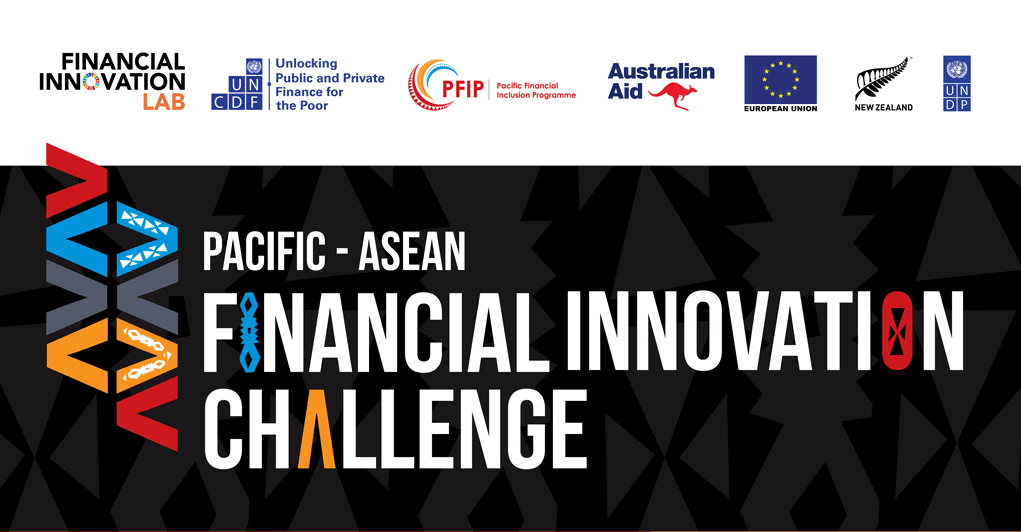 FINANCIAL
INNOVATION
LAB
UN
CDF
Unlocking
Public and Private
Finance for
the Poor
PFIP
Pacific Financial
Inclusion Programme
Australian
Aid
EUROPEAN UNION
NEW ZEALAND
UN
DP
PACIFIC - ASEAN
FINANCIAL INNOVATION
CHALLENGE